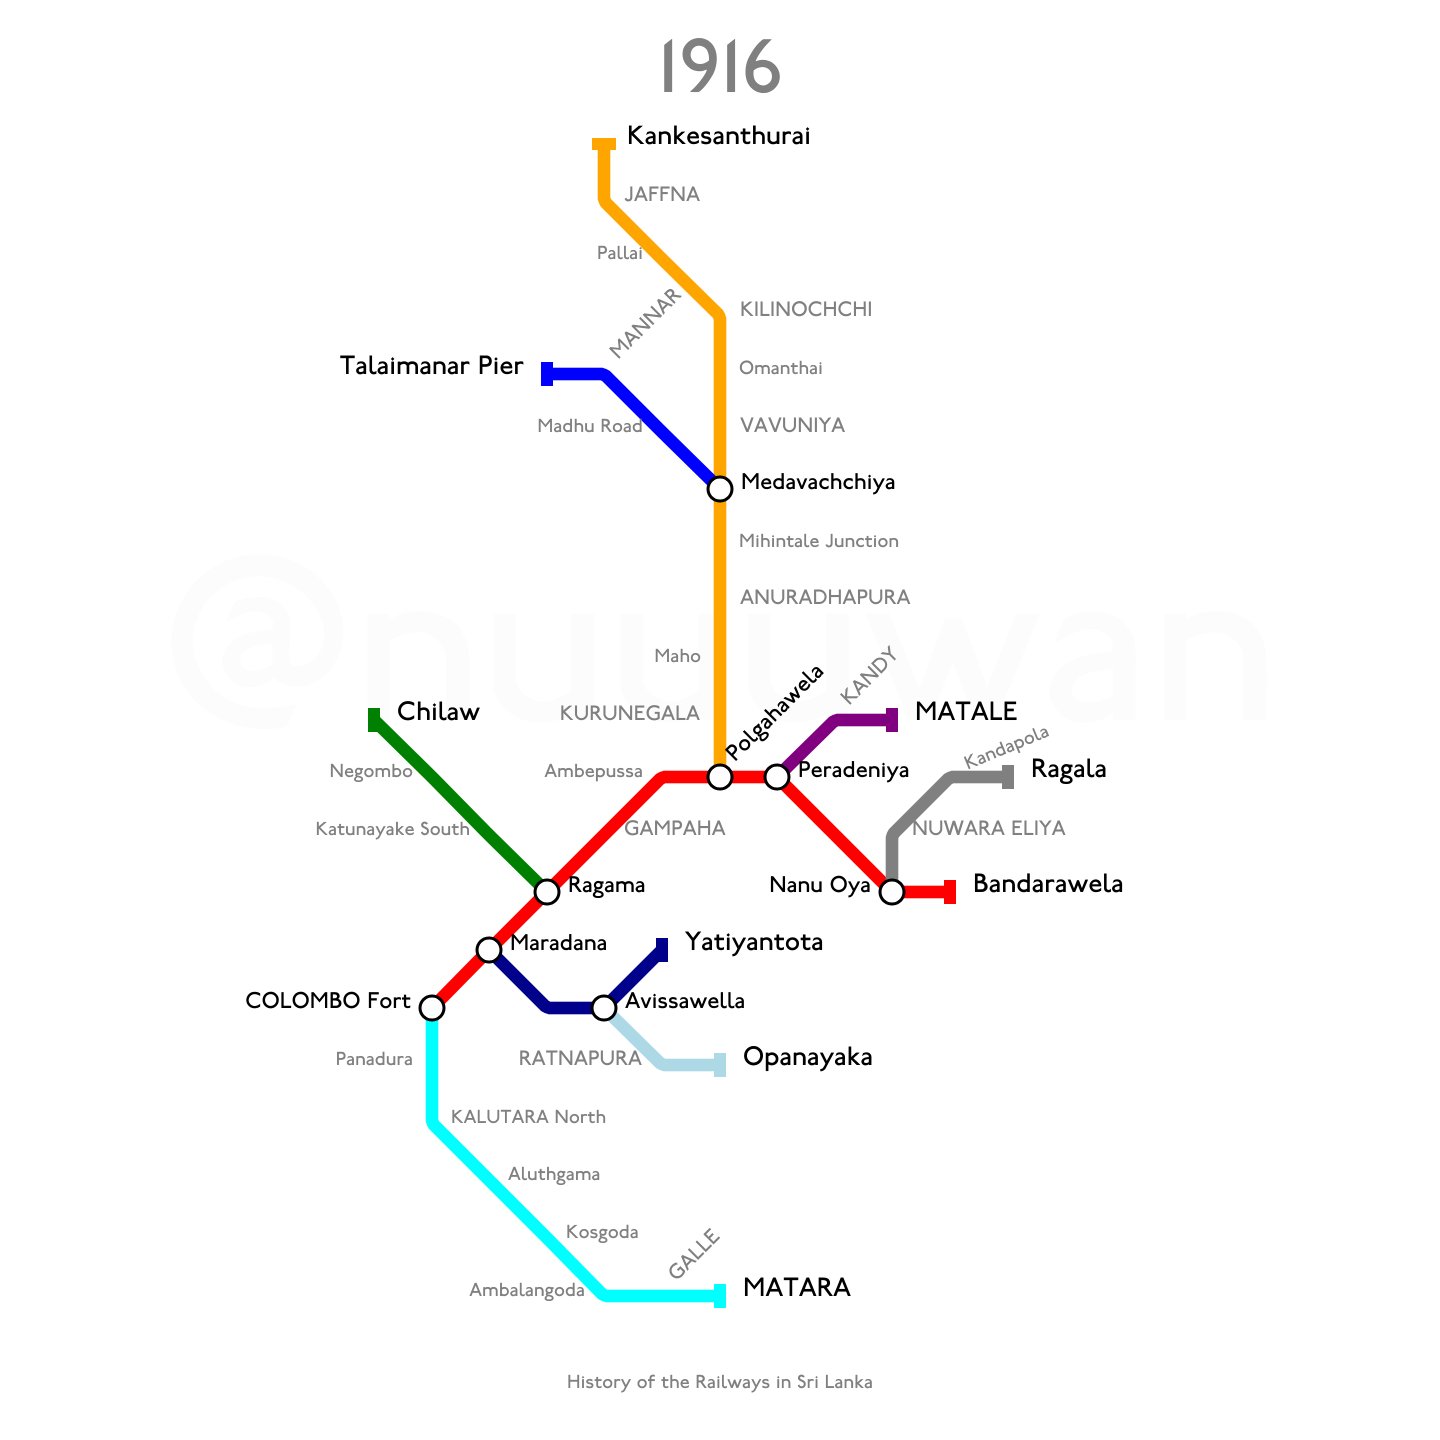 1916
Kankesanthurai
JAFFNA
Pallai
MANNAR
KILINOCHCHI
Talaimanar Pier
Omanthai
Madhu Road
VAVUNIYA
Medavachchiya
Mihintale Junction
ANURADHAPURA
@nuuuwan
Maho
Polgahawela
KANDY
Chilaw
KURUNEGALA
MATALE
Kandapola
Negombo
Ambepussa
Peradeniya
Ragala
Katunayake South
GAMPAHA
NUWARA ELIYA
Ragama
Nanu Oya
Bandarawela
Maradana
Yatiyantota
COLOMBO Fort
Avissawella
Panadura
RATNAPURA
Opanayaka
KALUTARA North
Aluthgama
Kosgoda
GALLE
Ambalangoda
MATARA
History of the Railways in Sri Lanka